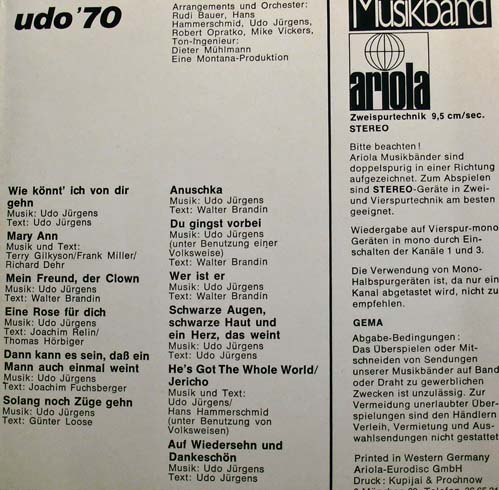 udo '70
Arrangements und Orchester:
Rudi Bauer, Hans
Hammerschmid, Udo Jürgens,
Robert Opratko, Mike Vickers,
Ton-Ingenieur:
Dieter Mühlmann
Eine Montana-Produktion
Wie könnt' ich von dir
gehn
Musik: Udo Jürgens
Text: Udo Jürgens
Mary Ann
Musik und Text:
Terry Gilkyson/Frank Miller/
Richard Dehr
Mein Freund, der Clown
Musik: Udo Jürgens
Text: Walter Brandin
Eine Rose für dich
Musik: Udo Jürgens
Text: Joachim Relin/
Thomas Hörbiger
Dann kann es sein, daß ein
Mann auch einmal weint
Musik: Udo Jürgens
Text: Joachim Fuchsberger
Solang noch Züge gehn
Musik: Udo Jürgens
Text: Günter Loose
Anuschka
Musik: Udo Jürgens
Text: Walter Brandin
Du gingst vorbei
Musik: Udo Jürgens
(unter Benutzung einer
Volksweise)
Text: Walter Brandin
Wer ist er
Musik: Udo Jürgens
Text: Walter Brandin
Schwarze Augen,
schwarze Haut und
ein Herz, das weint
Musik: Udo Jürgens
Text: Udo Jürgens
He's Got The Whole World/
Jericho
Musik und Text:
Udo Jürgens/
Hans Hammerschmid
(unter Benutzung von
Volksweisen)
Auf Wiedersehn und
Dankeschön
Musik: Udo Jürgens
Text: Udo Jürgens
Musikband
ariola
Zweispurtechnik 9,5 cm/sec.
STEREO
Bitte beachten!
Ariola Musikbänder sind
doppelspurig in einer Richtung
aufgezeichnet. Zum Abspielen
sind STEREO-Geräte in Zwei-
und Vierspurtechnik am besten
geeignet.
Wiedergabe auf Vierspur-mono
Geräten in mono durch Ein-
schalten der Kanäle 1 und 3.
Die Verwendung von Mono-
Halbspurgeräten ist, da nur ein
Kanal abgetastet wird, nicht zu
empfehlen.
GEMA
Abgabe-Bedingungen:
Das Überspielen oder Mit-
schneiden von Sendungen
unserer Musikbänder auf Band
oder Draht zu gewerblichen
Zwecken ist unzulässig. Zur
Vermeidung unerlaubter Über-
spielungen sind den Händlern
Verleih, Vermietung und Aus-
wahlsendungen nicht gestattet
Printed in Western Germany
Ariola-Eurodisc GmbH
Druck: Kupijai & Prochnow